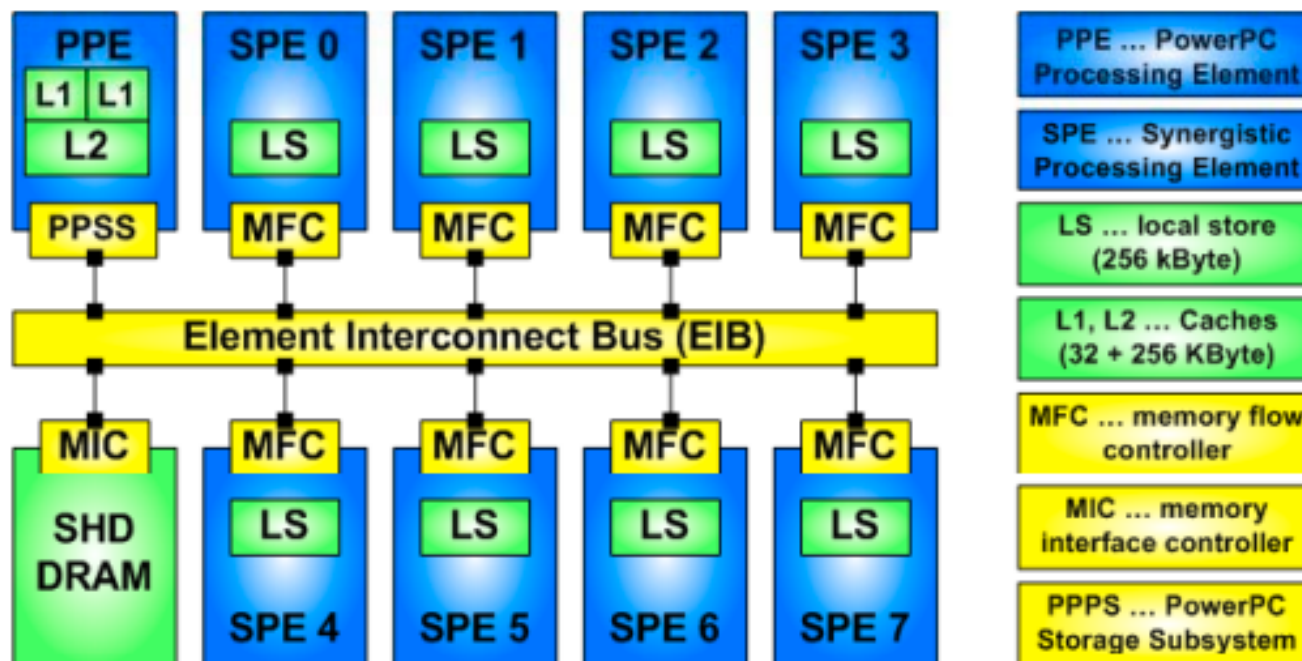 PPE
SPE 0
SPE 1
SPE 2
SPE 3
L1 L1
L2
LS
LS
LS
LS
PPSS
MFC
MFC
MFC
MFC
Element Interconnect Bus (EIB)
MIC
MFC
MFC
MFC
MFC
SHD
DRAM
LS
LS
LS
LS
SPE 4
SPE 5
SPE 6
SPE 7
PPE ... PowerPC
Processing Element
SPE ... Synergistic
Processing Element
LS ... local store
(256 kByte)
L1, L2 ... Caches
(32 + 256 KByte)
MFC ... memory flow
controller
MIC ... memory
interface controller
PPPS ... PowerPC
Storage Subsystem